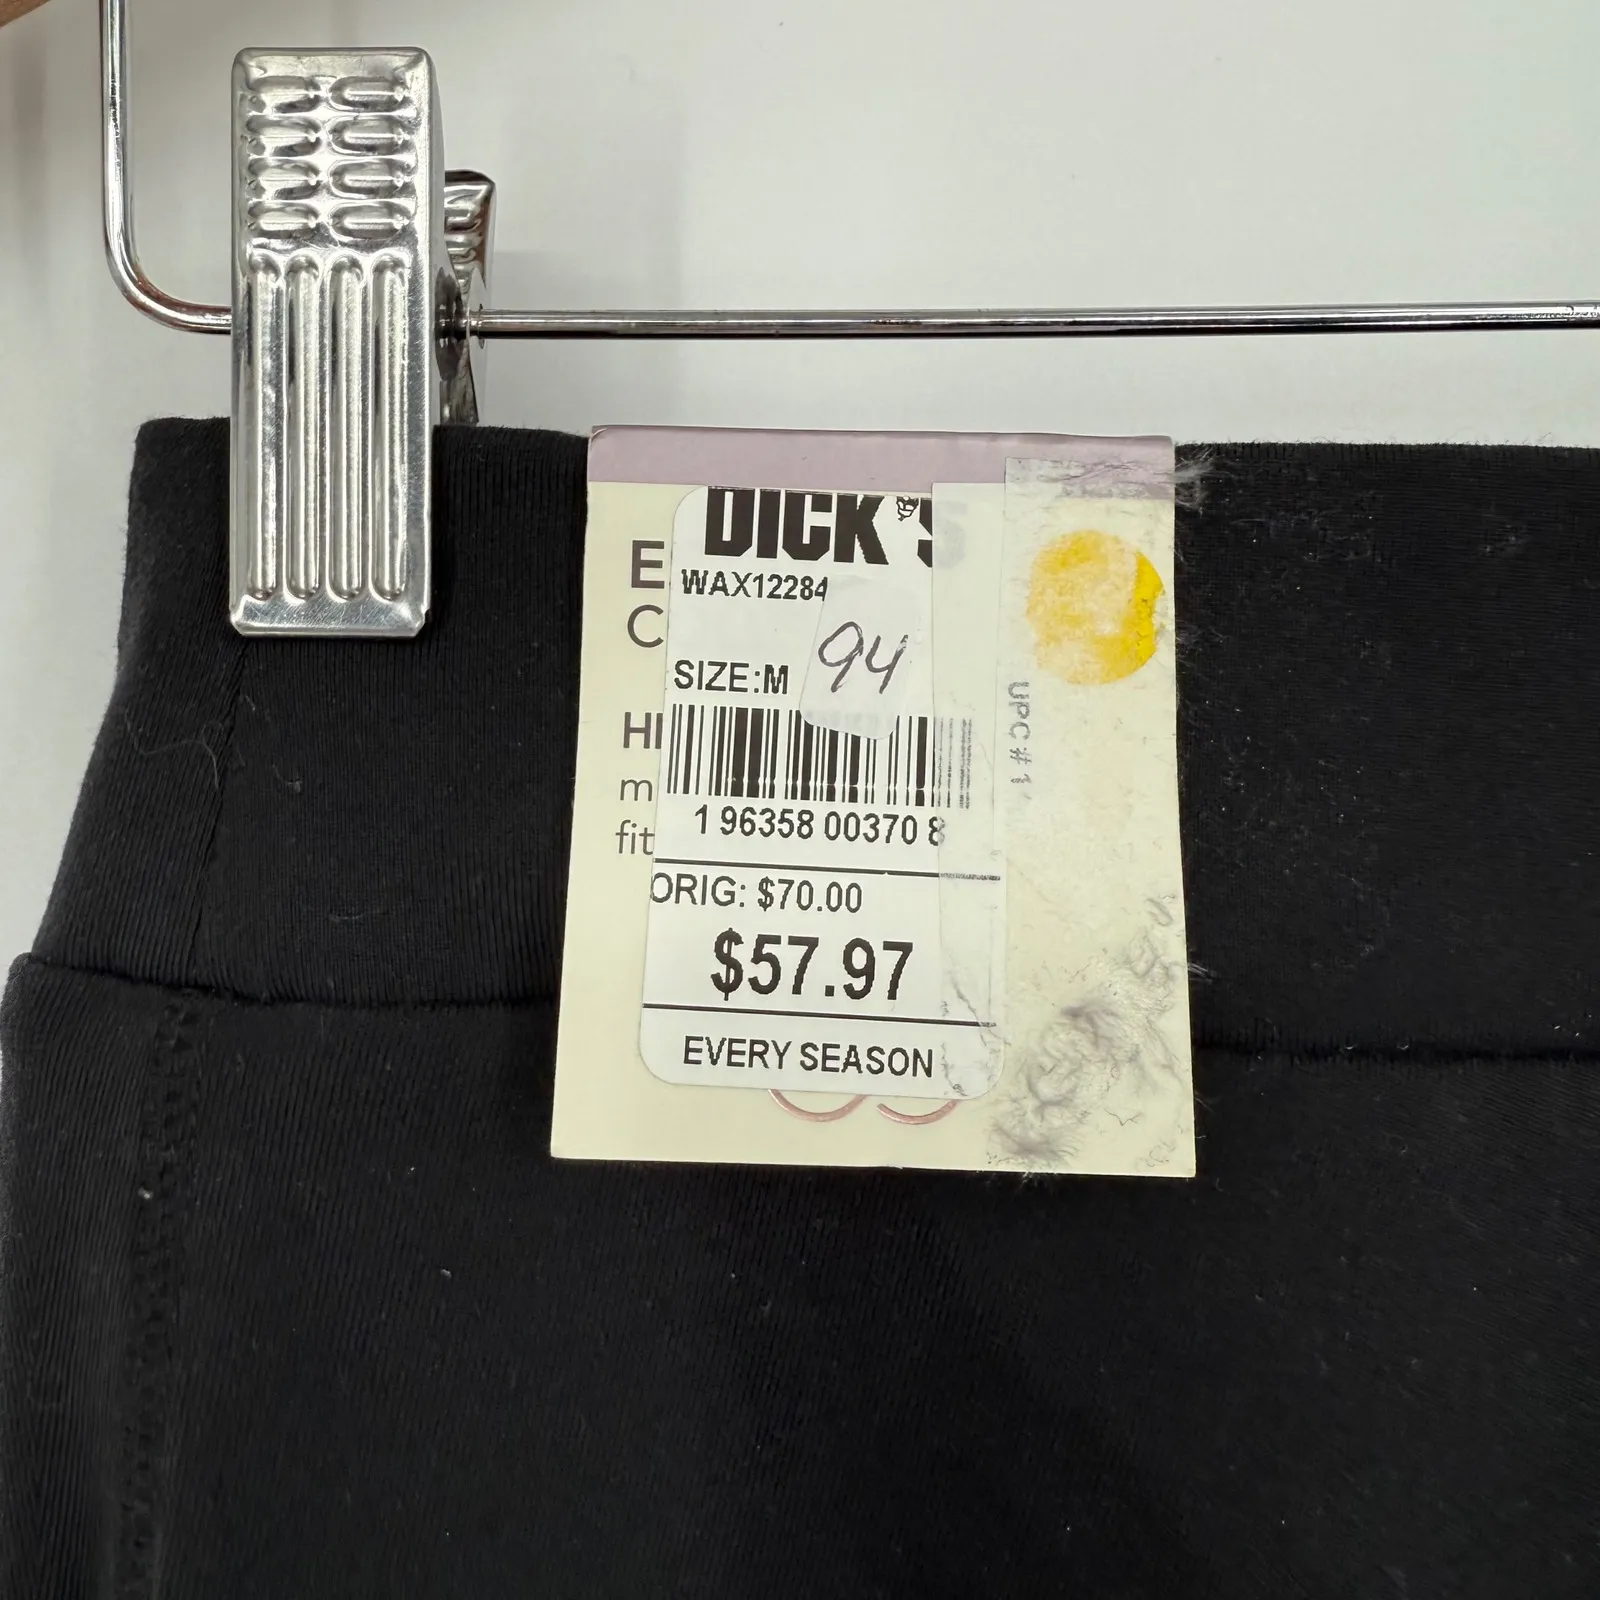 DICK'S
E
C
WAX12284
94
SIZE:M
HI
m
fit
UPC # 1
1 96358 00370 8
ORIG: $70.00
$57.97
EVERY SEASON